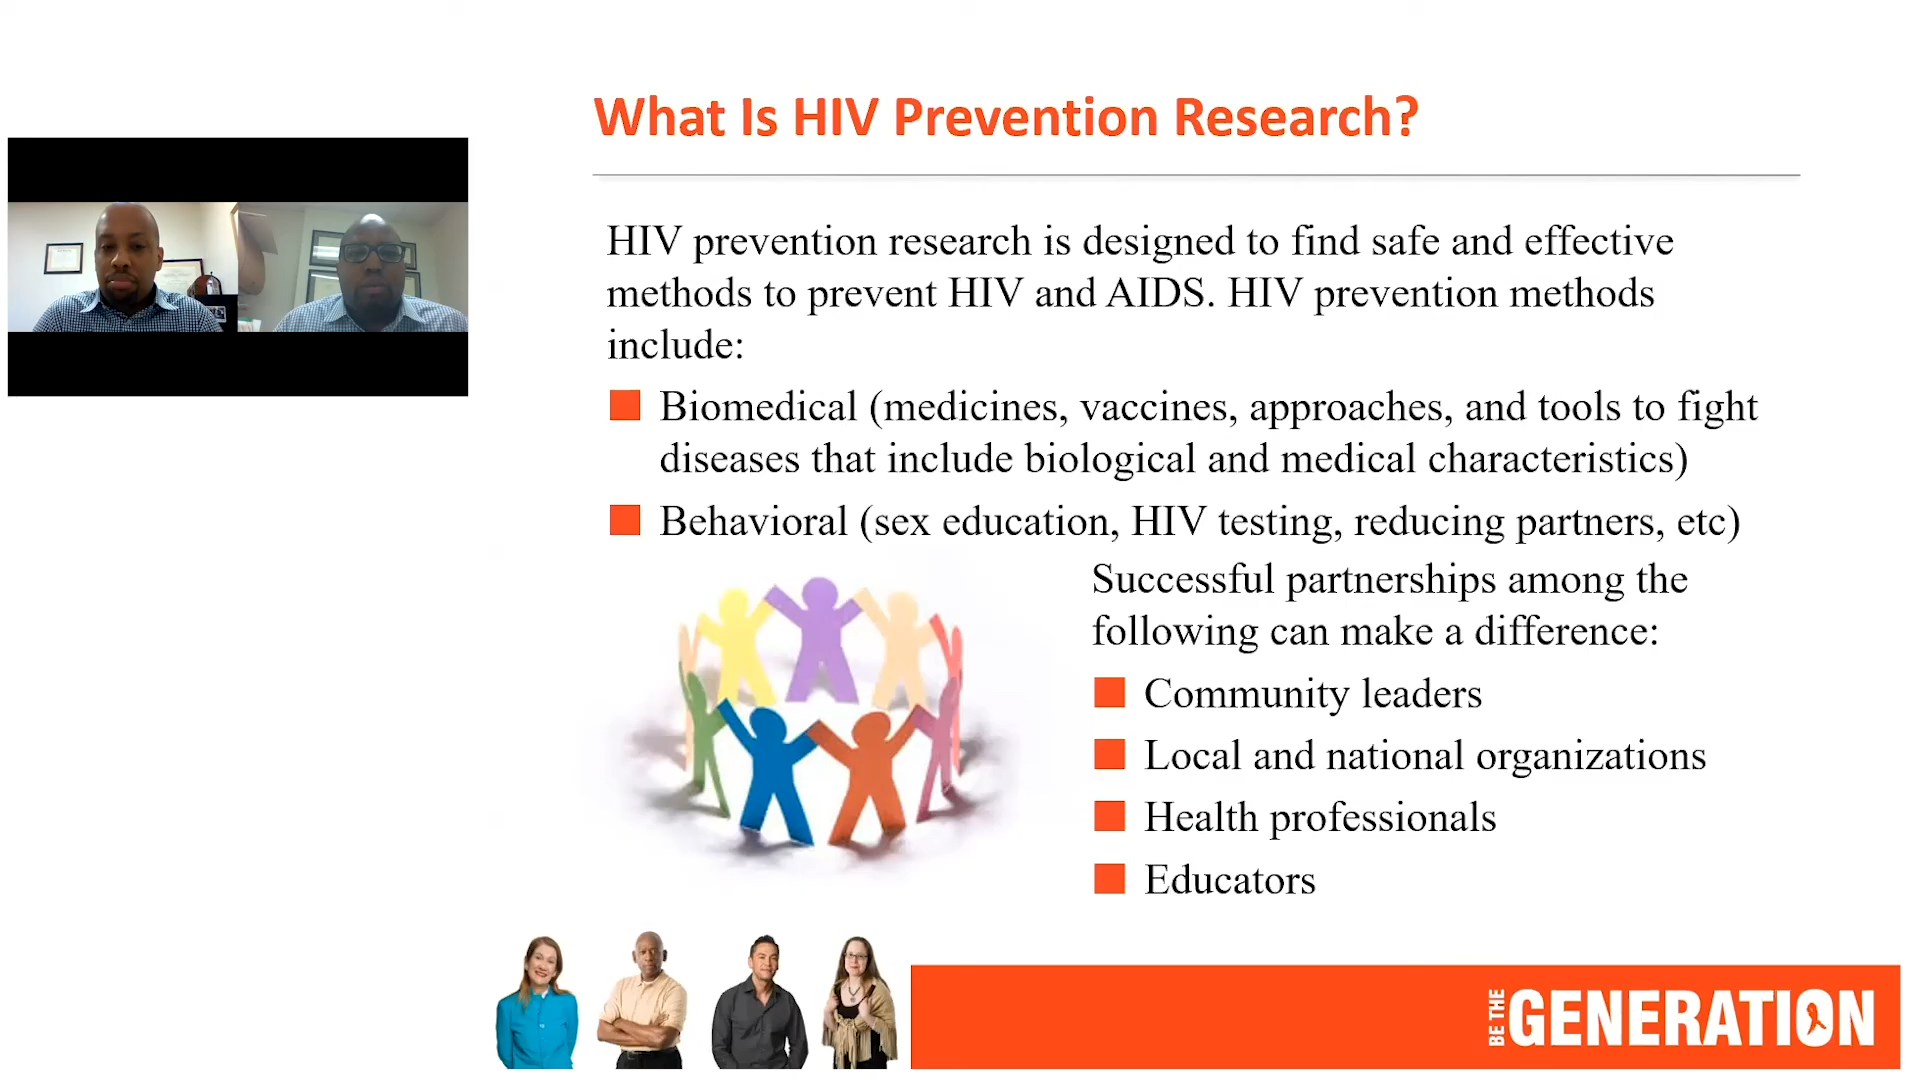 What Is HIV Prevention Research?
HIV prevention research is designed to find safe and effective
methods to prevent HIV and AIDS. HIV prevention methods
include:
Biomedical (medicines, vaccines, approaches, and tools to fight
diseases that include biological and medical characteristics)
Behavioral (sex education, HIV testing, reducing partners, etc)
Successful partnerships among the
following can make a difference:
Community leaders
Local and national organizations
Health professionals
Educators
BE THE GENERATION